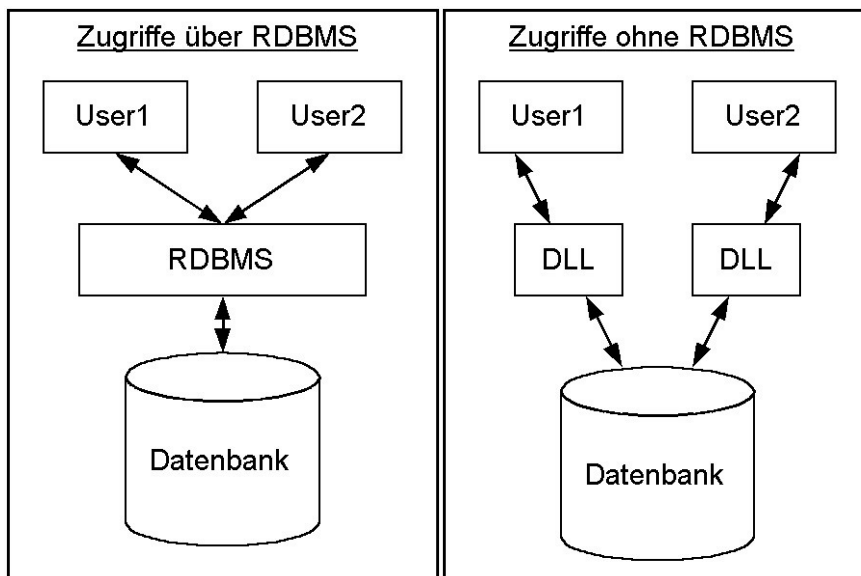 Zugriffe über RDBMS
User1
User2
RDBMS
Datenbank
Zugriffe ohne RDBMS
User1
User2
DLL
DLL
Datenbank